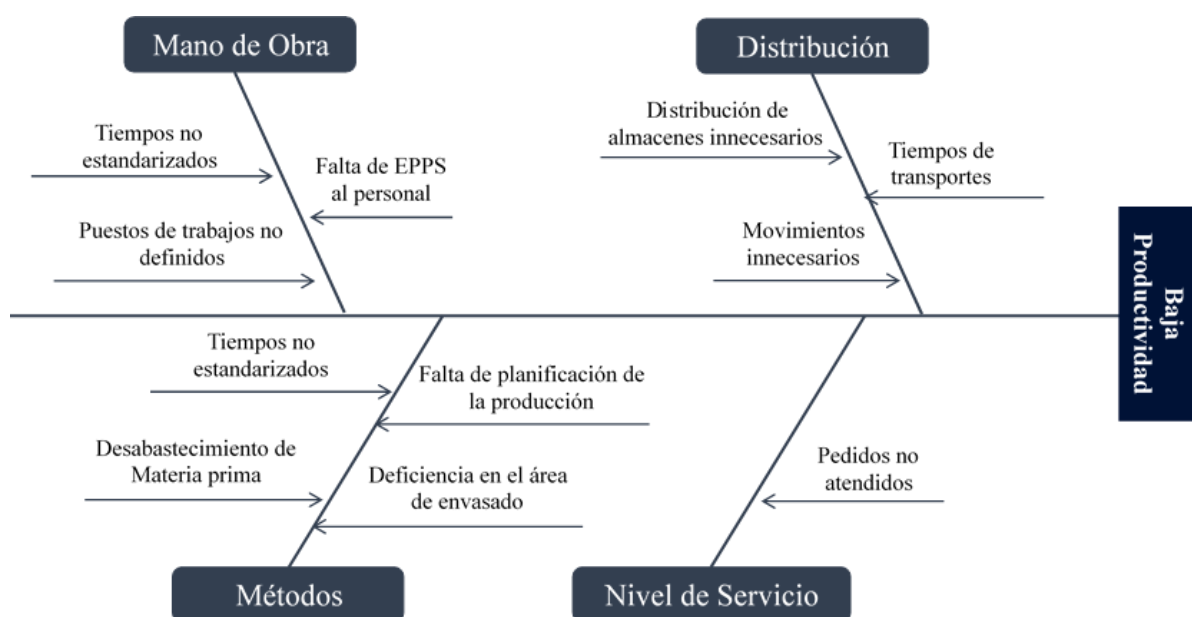 Mano de Obra
Distribución
Tiempos no
estandarizados
Falta de EPPS
al personal
Puestos de trabajos no
definidos
Distribución de
almacenes innecesarios
Tiempos de
transportes
Movimientos
innecesarios
Baja
Productividad
Tiempos no
estandarizados
Falta de planificación de
la producción
Desabastecimiento de
Materia prima
Deficiencia en el área
de envasado
Pedidos no
atendidos
Métodos
Nivel de Servicio